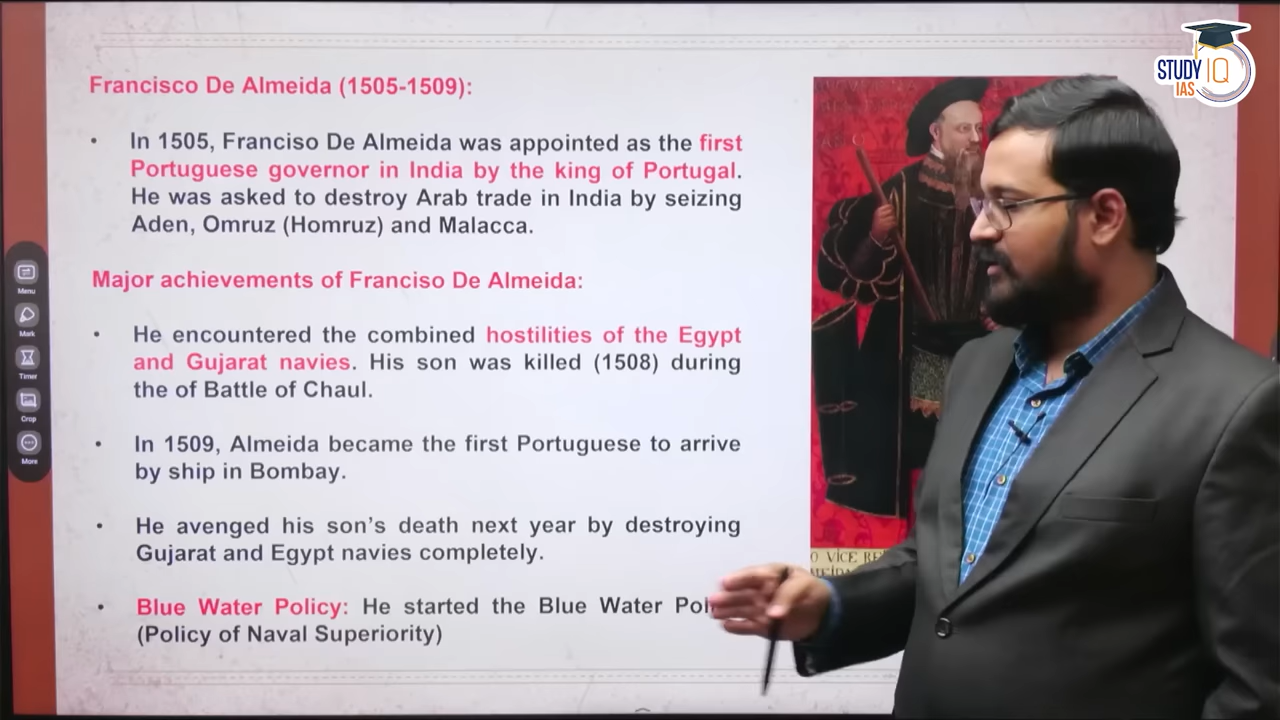 STUDY IQ
IAS
Francisco De Almeida (1505-1509):
• In 1505, Franciso De Almeida was appointed as the first
Portuguese governor in India by the king of Portugal.
He was asked to destroy Arab trade in India by seizing
Aden, Omruz (Homruz) and Malacca.
Major achievements of Franciso De Almeida:
• He encountered the combined hostilities of the Egypt
and Gujarat navies. His son was killed (1508) during
the of Battle of Chaul.
• In 1509, Almeida became the first Portuguese to arrive
by ship in Bombay.
• He avenged his son’s death next year by destroying
Gujarat and Egypt navies completely.
• Blue Water Policy: He started the Blue Water
(Policy of Naval Superiority)
Menu
Mark
Timer
Crop
More
O VICE